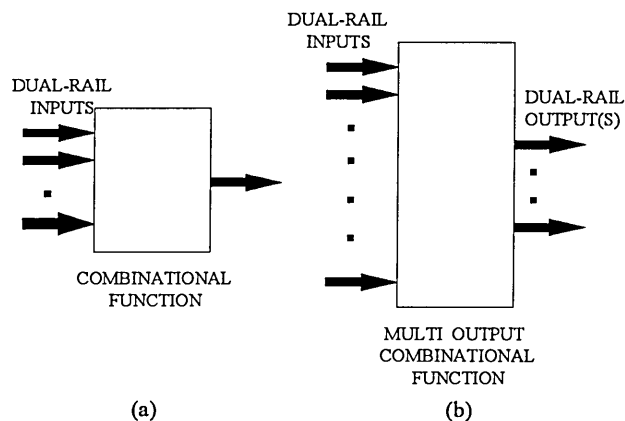 DUAL-RAIL
INPUTS
COMBINATIONAL
FUNCTION
(a)
DUAL-RAIL
INPUTS
DUAL-RAIL
OUTPUT(S)
MULTI OUTPUT
COMBINATIONAL
FUNCTION
(b)